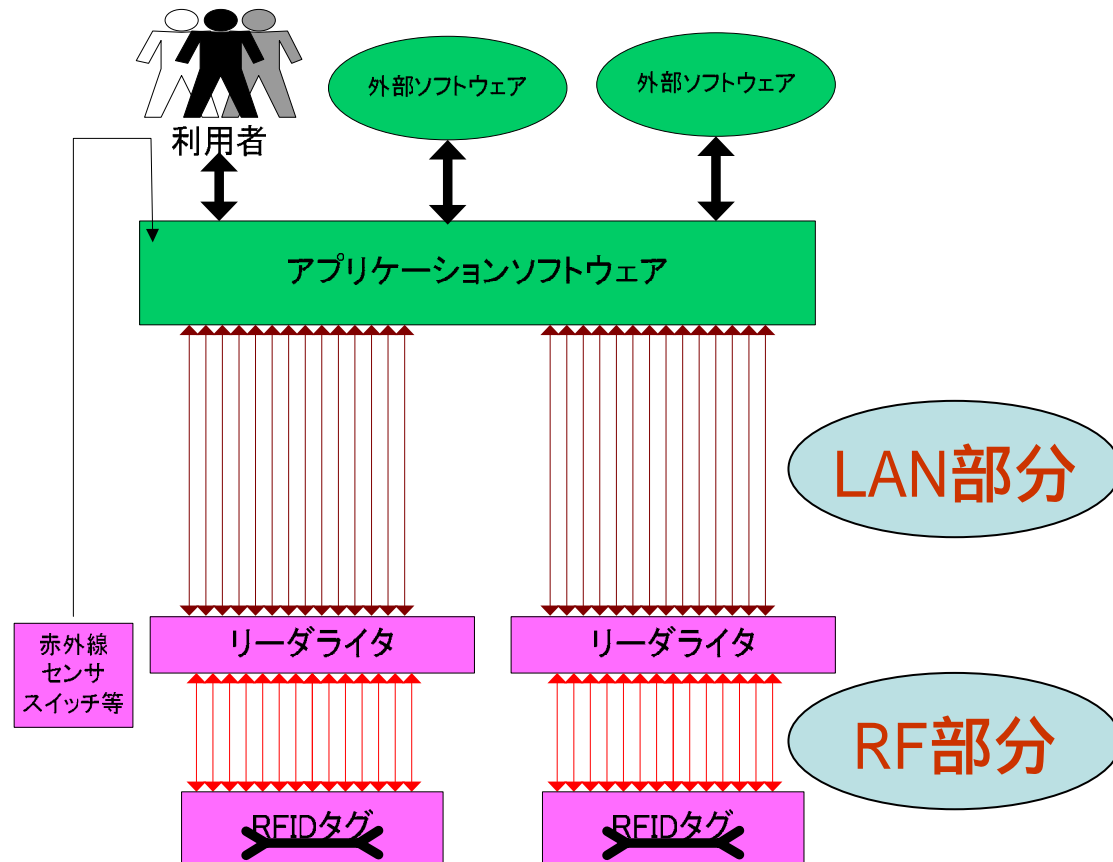 利用者
外部ソフトウェア
外部ソフトウェア
アプリケーションソフトウェア
LAN部分
赤外線
センサ
スイッチ等
リーダライタ
リーダライタ
RF部分
RFIDタグ
RFIDタグ